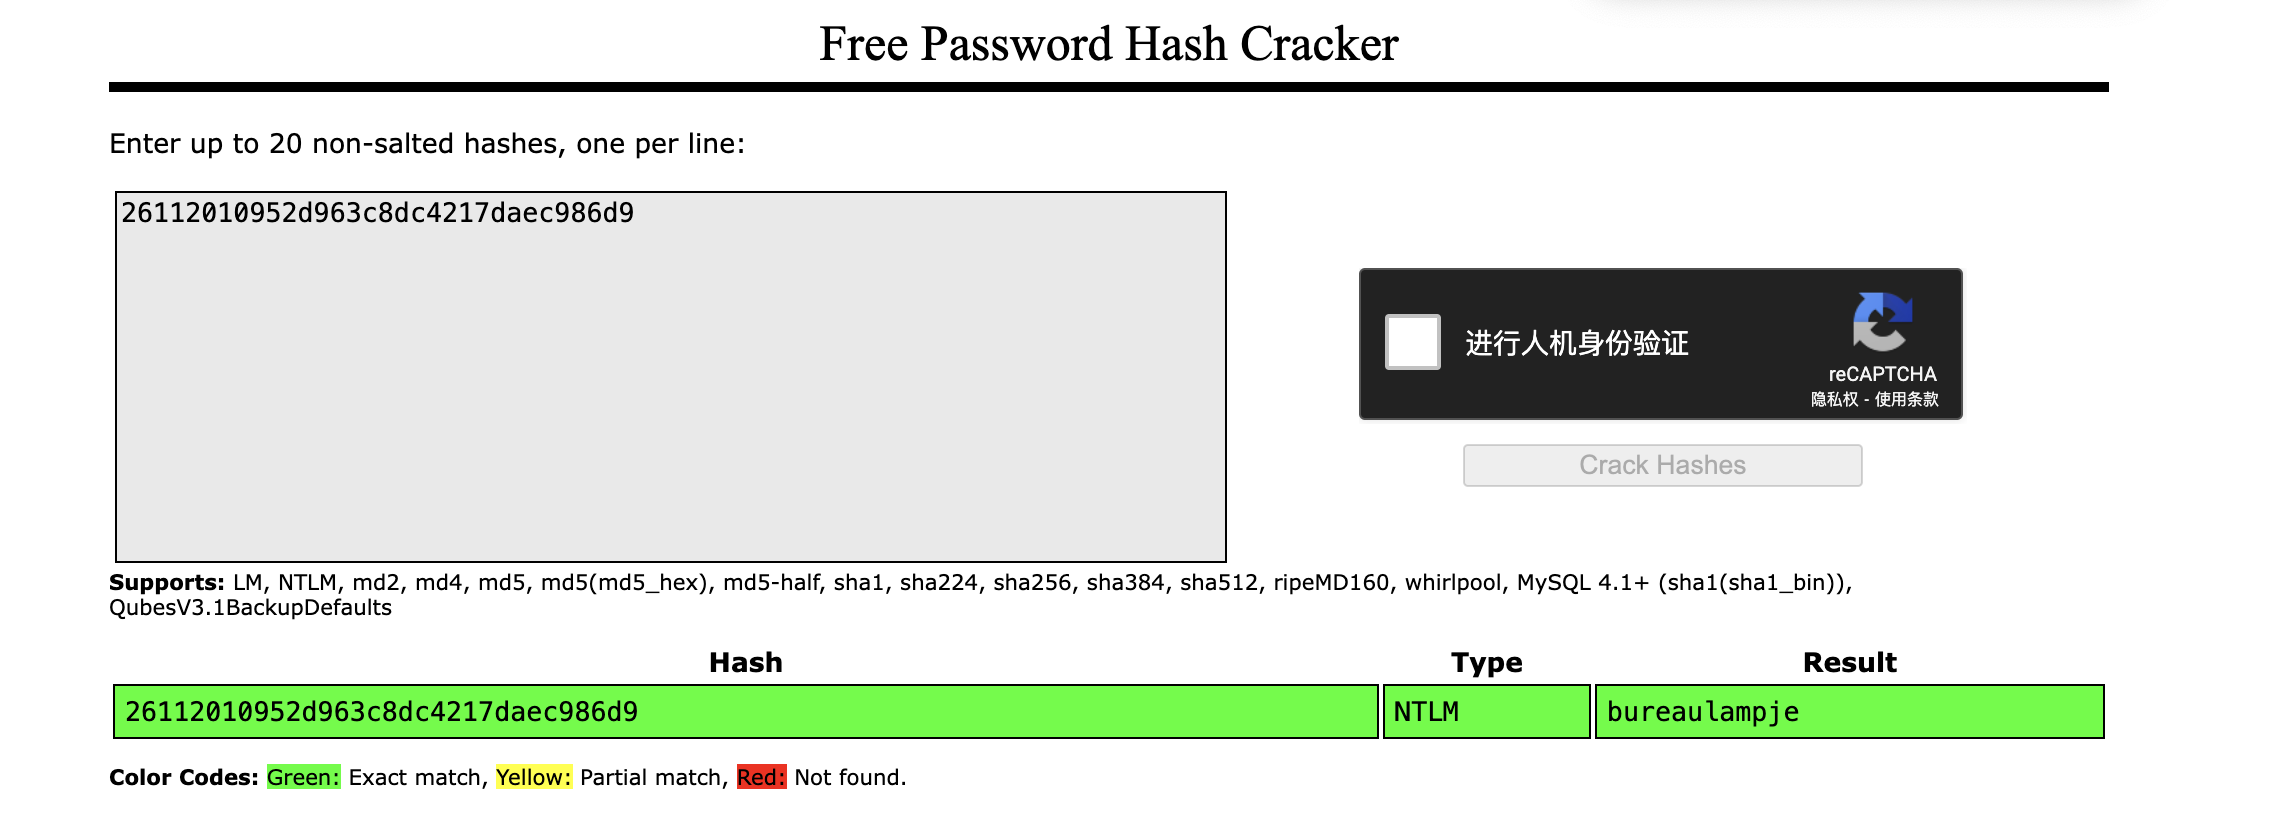 Free Password Hash Cracker
Enter up to 20 non-salted hashes, one per line:
26112010952d963c8dc4217daec986d9
进行人机身份验证
reCAPTCHA
隐私权 - 使用条款
Crack Hashes
Supports: LM, NTLM, md2, md4, md5, md5(md5_hex), md5-half, sha1, sha224, sha256, sha384, sha512, ripeMD160, whirlpool, MySQL 4.1+ (sha1(sha1_bin)),
QubesV3.1BackupDefaults
Hash Type Result
26112010952d963c8dc4217daec986d9 NTLM bureaulampje
Color Codes: Green: Exact match, Yellow: Partial match, Red: Not found.